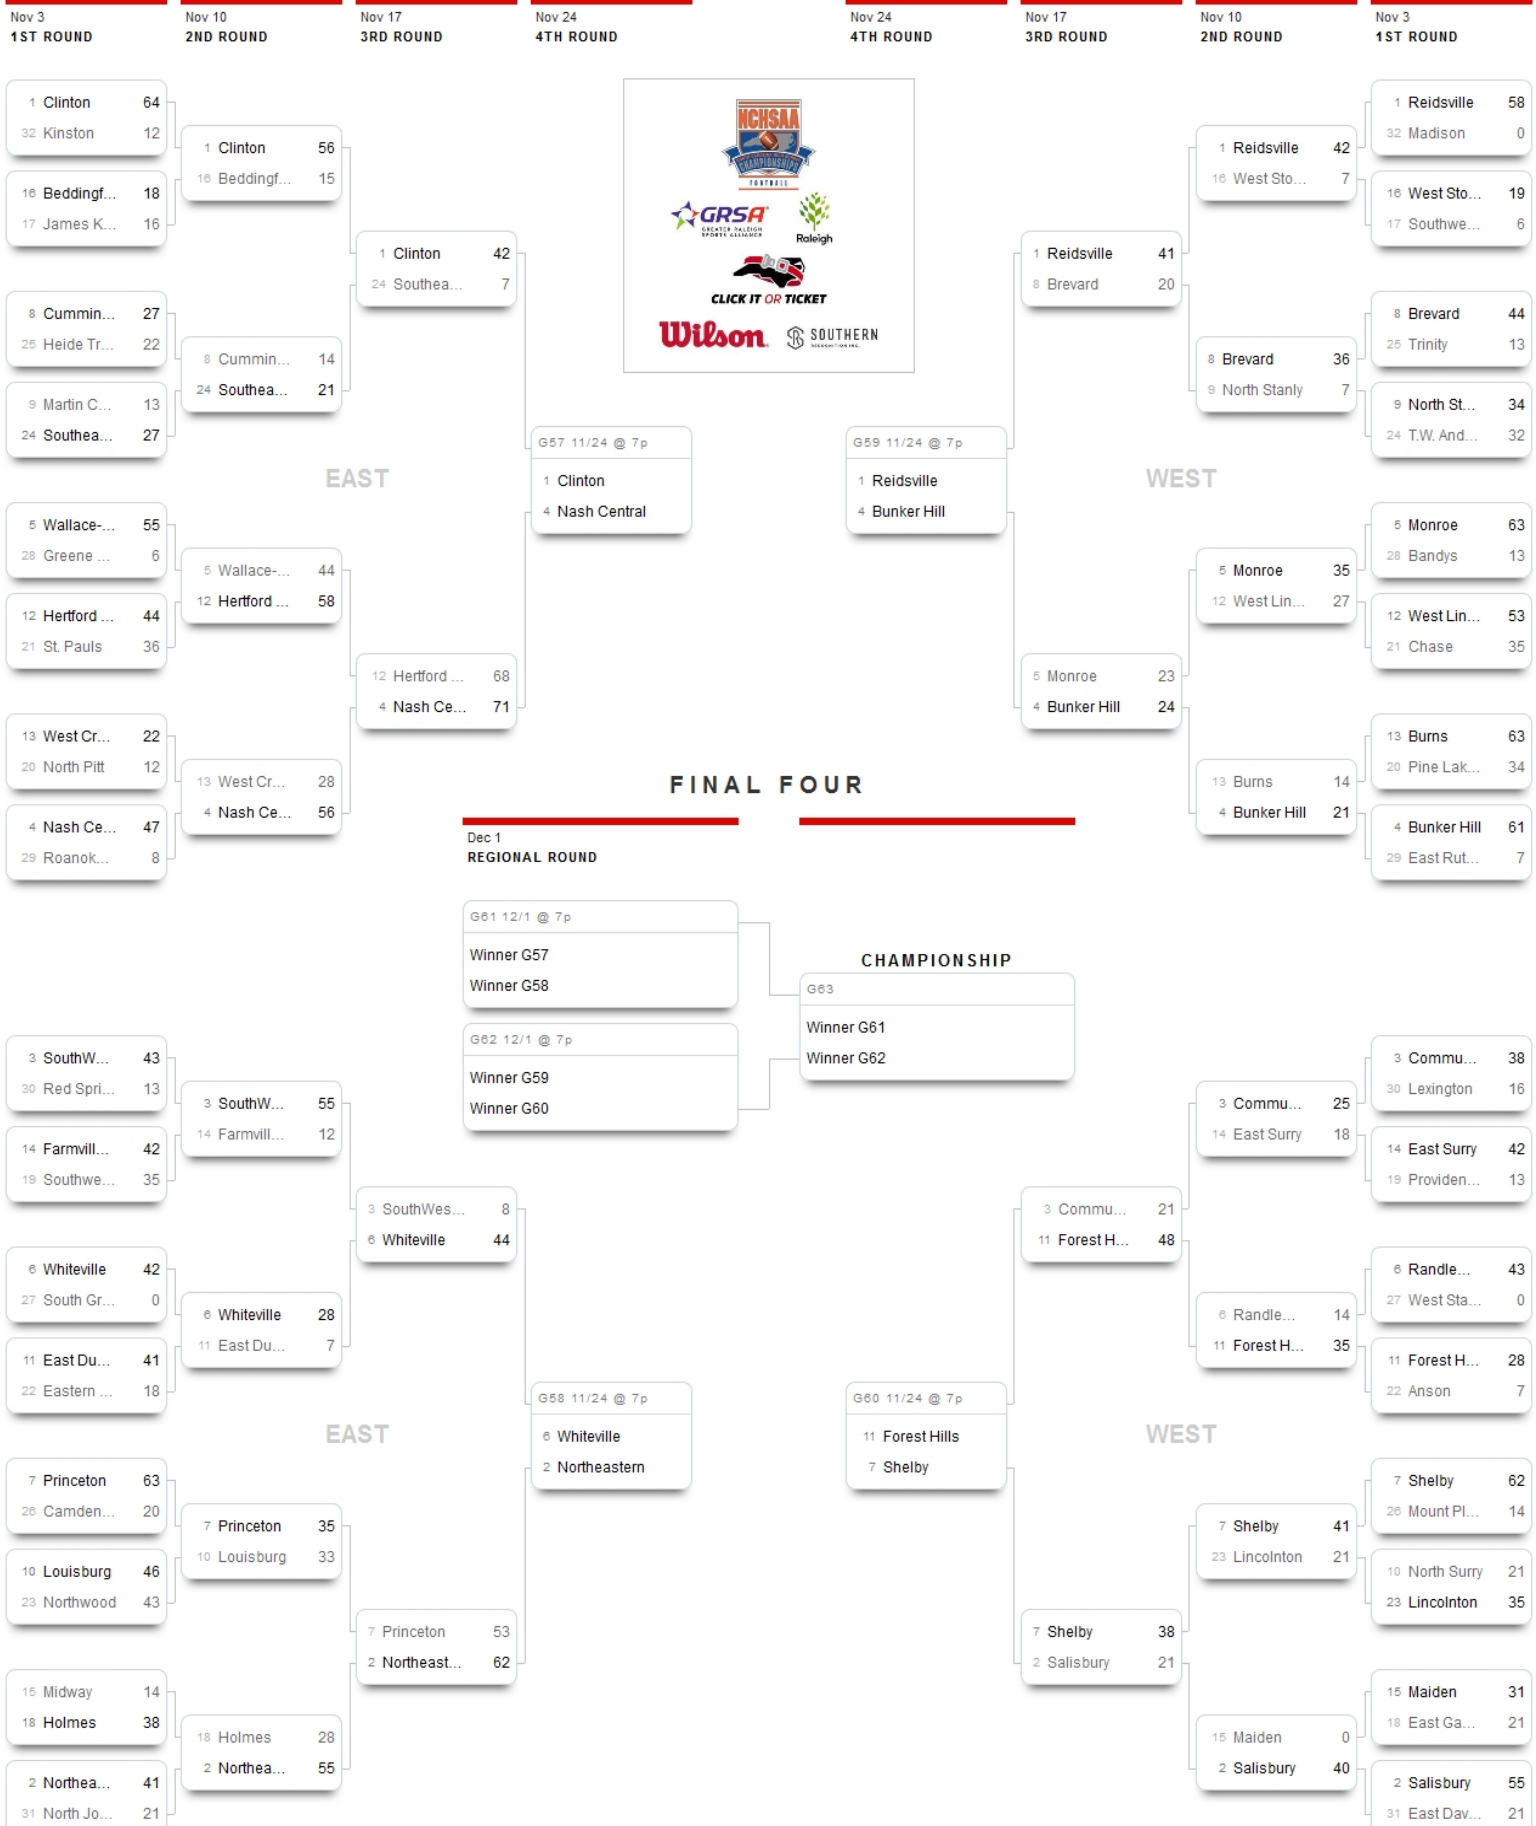 Nov 3
1ST ROUND
Nov 10
2ND ROUND
Nov 17
3RD ROUND
Nov 24
4TH ROUND
Nov 24
4TH ROUND
Nov 17
3RD ROUND
Nov 10
2ND ROUND
Nov 3
1ST ROUND
1 Clinton 64
32 Kinston 12
16 Beddingf... 18
17 James K... 16
8 Cummin... 27
25 Heide Tr... 22
9 Martin C... 13
24 Southea... 27
5 Wallace-... 55
28 Greene ... 6
12 Hertford ... 44
21 St. Pauls 36
13 West Cr... 22
20 North Pitt 12
4 Nash Ce... 47
29 Roanok... 8
1 Clinton 56
16 Beddingf... 15
8 Cummin... 14
24 Southea... 21
5 Wallace-... 44
12 Hertford ... 58
13 West Cr... 28
4 Nash Ce... 56
1 Clinton 42
24 Southea... 7
EAST
12 Hertford ... 68
4 Nash Ce... 71
G57 11/24 @ 7p
1 Clinton
4 Nash Central
NCHSAA
CHAMPIONSHIPS
FOOTBALL
GRSA
GREATER RALEIGH
SPORTS ALLIANCE
Raleigh
CLICK IT OR TICKET
Wilson
SOUTHERN
RECOGNITION INC.
G59 11/24 @ 7p
1 Reidsville
4 Bunker Hill
1 Reidsville 41
8 Brevard 20
WEST
5 Monroe 23
4 Bunker Hill 24
1 Reidsville 42
16 West Sto... 7
8 Brevard 36
9 North Stanly 7
5 Monroe 35
12 West Lin... 27
13 Burns 14
4 Bunker Hill 21
1 Reidsville 58
32 Madison 0
16 West Sto... 19
17 Southwe... 6
8 Brevard 44
25 Trinity 13
9 North St... 34
24 T.W. And... 32
5 Monroe 63
28 Bandys 13
12 West Lin... 53
21 Chase 35
13 Burns 63
20 Pine Lak... 34
4 Bunker Hill 61
29 East Rut... 7
FINAL FOUR
Dec 1
REGIONAL ROUND
G61 12/1 @ 7p
Winner G57
Winner G58
G62 12/1 @ 7p
Winner G59
Winner G60
CHAMPIONSHIP
G63
Winner G61
Winner G62
3 SouthW... 43
30 Red Spri... 13
14 Farmvill... 42
19 Southwe... 35
6 Whiteville 42
27 South Gr... 0
11 East Du... 41
22 Eastern ... 18
7 Princeton 63
26 Camden... 20
10 Louisburg 46
23 Northwood 43
15 Midway 14
18 Holmes 38
2 Northea... 41
31 North Jo... 21
3 SouthW... 55
14 Farmvill... 12
6 Whiteville 28
11 East Du... 7
7 Princeton 35
10 Louisburg 33
18 Holmes 28
2 Northea... 55
3 SouthWes... 8
6 Whiteville 44
EAST
7 Princeton 53
2 Northeast... 62
G58 11/24 @ 7p
6 Whiteville
2 Northeastern
G60 11/24 @ 7p
11 Forest Hills
7 Shelby
3 Commu... 21
11 Forest H... 48
WEST
7 Shelby 38
2 Salisbury 21
3 Commu... 25
14 East Surry 18
6 Randle... 14
11 Forest H... 35
7 Shelby 41
23 Lincolnton 21
15 Maiden 0
2 Salisbury 40
3 Commu... 38
30 Lexington 16
14 East Surry 42
19 Providen... 13
6 Randle... 43
27 West Sta... 0
11 Forest H... 28
22 Anson 7
7 Shelby 62
26 Mount Pl... 14
10 North Surry 21
23 Lincolnton 35
15 Maiden 31
18 East Ga... 21
2 Salisbury 55
31 East Dav... 21